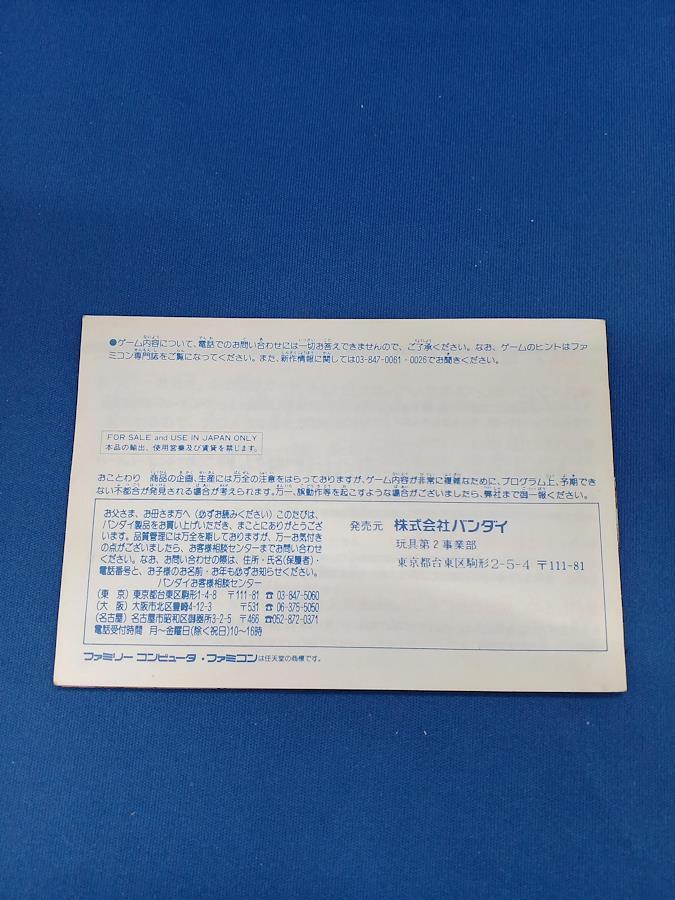 ●ゲーム内容について、電話でのお問い合わせには一切お答えできませんので、ご了承ください。なお、ゲームのヒントはファ
ミコン専門誌をご覧になってください。また、新作情報に関しては03-847-0061・0026でお聞きください。
FOR SALE and USE IN JAPAN ONLY
本品の輸出、使用営業及び賃貸を禁じます。
おことわり 商品の企画、生産には万全の注意をはらっておりますが、ゲーム内容が非常に複雑なために、プログラム上、予期でき
ない不都合が発見される場合が考えられます。万一、誤動作等を起こすような場合がございましたら、弊社まで御一報ください。
お父さま、お母さま方へ(必ずお読みください)このたびは、
バンダイ製品をお買い上げいただき、まことにありがとうござ
います。品質管理には万全を期しておりますが、万一お気付き
の点がございましたら、お客様相談センターまでお問い合わせ
ください。なお、お問い合わせの際は、住所・氏名(保護者)・
電話番号と、お子様のお名前・お年も必ずお知らせください。
バンダイお客様相談センター
(東 京) 東京都台東区駒形1-4-8 〒111-81 ☎03-847-5060
(大 阪) 大阪市北区豊崎4-12-3 〒531 ☎06-375-5050
(名古屋) 名古屋市昭和区御器所3-2-5 〒466 ☎052-872-0371
電話受付時間 月〜金曜日(除く祝日)10〜16時
発売元 株式会社バンダイ
玩具第2事業部
東京都台東区駒形2-5-4 〒111-81
ファミリーコンピュータ・ファミコンは任天堂の商標です。